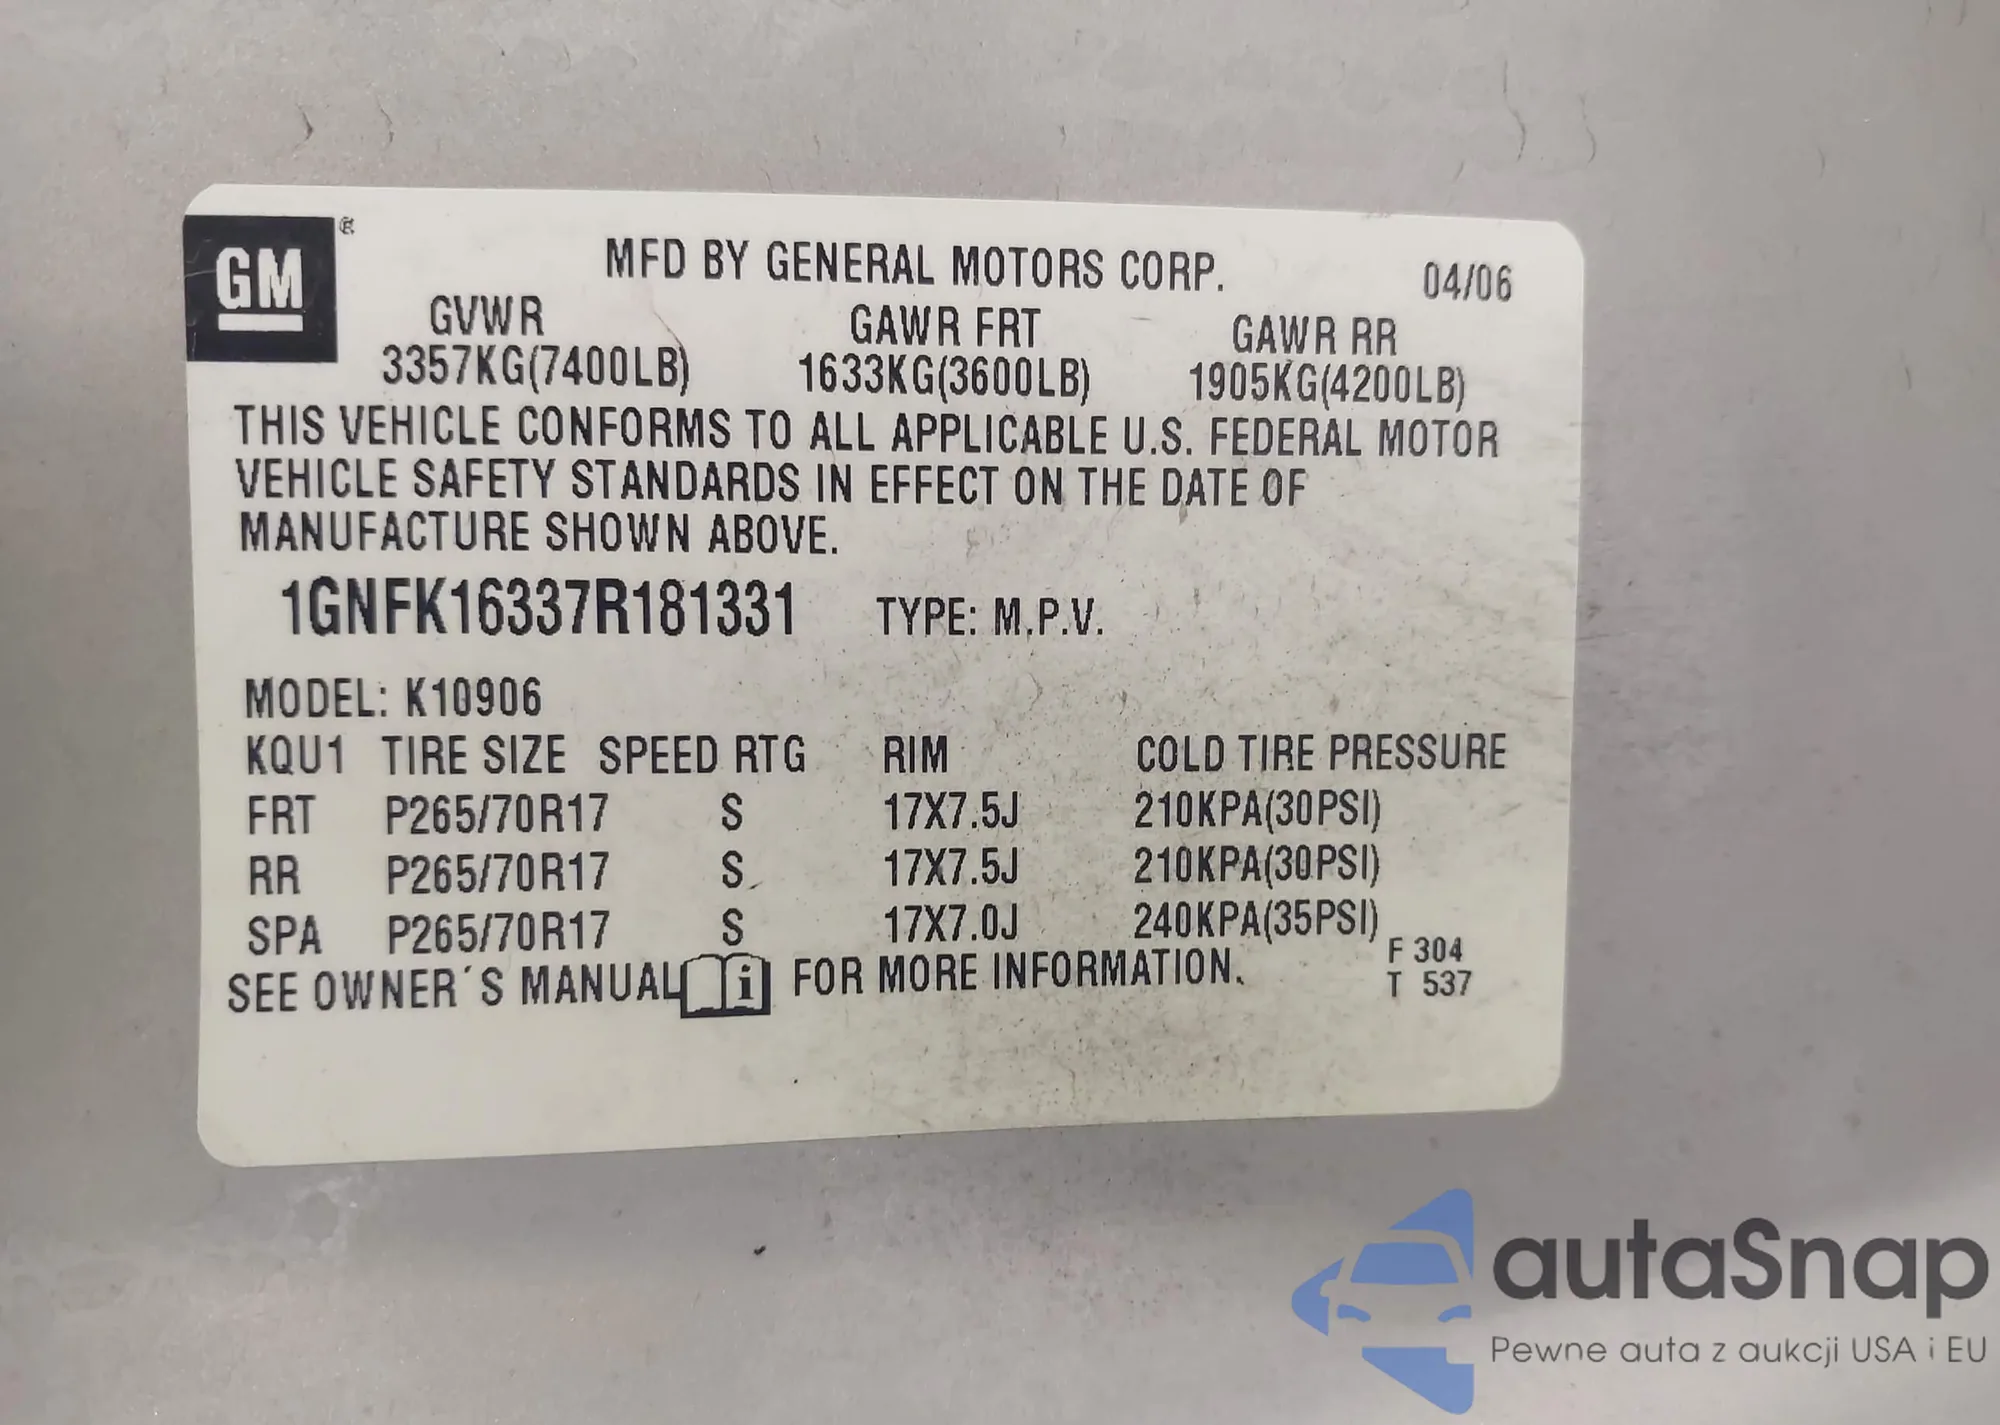 GM ®
MFD BY GENERAL MOTORS CORP. 04/06
GVWR GAWR FRT GAWR RR
3357KG(7400LB) 1633KG(3600LB) 1905KG(4200LB)
THIS VEHICLE CONFORMS TO ALL APPLICABLE U.S. FEDERAL MOTOR
VEHICLE SAFETY STANDARDS IN EFFECT ON THE DATE OF
MANUFACTURE SHOWN ABOVE.
1GNFK16337R181331 TYPE: M.P.V.
MODEL: K10906
KQU1 TIRE SIZE SPEED RTG RIM COLD TIRE PRESSURE
FRT P265/70R17 S 17X7.5J 210KPA(30PSI)
RR P265/70R17 S 17X7.5J 210KPA(30PSI)
SPA P265/70R17 S 17X7.0J 240KPA(35PSI)
SEE OWNER´S MANUAL i FOR MORE INFORMATION.
F 304
T 537
autaSnap
Pewne auta z aukcji USA i EU